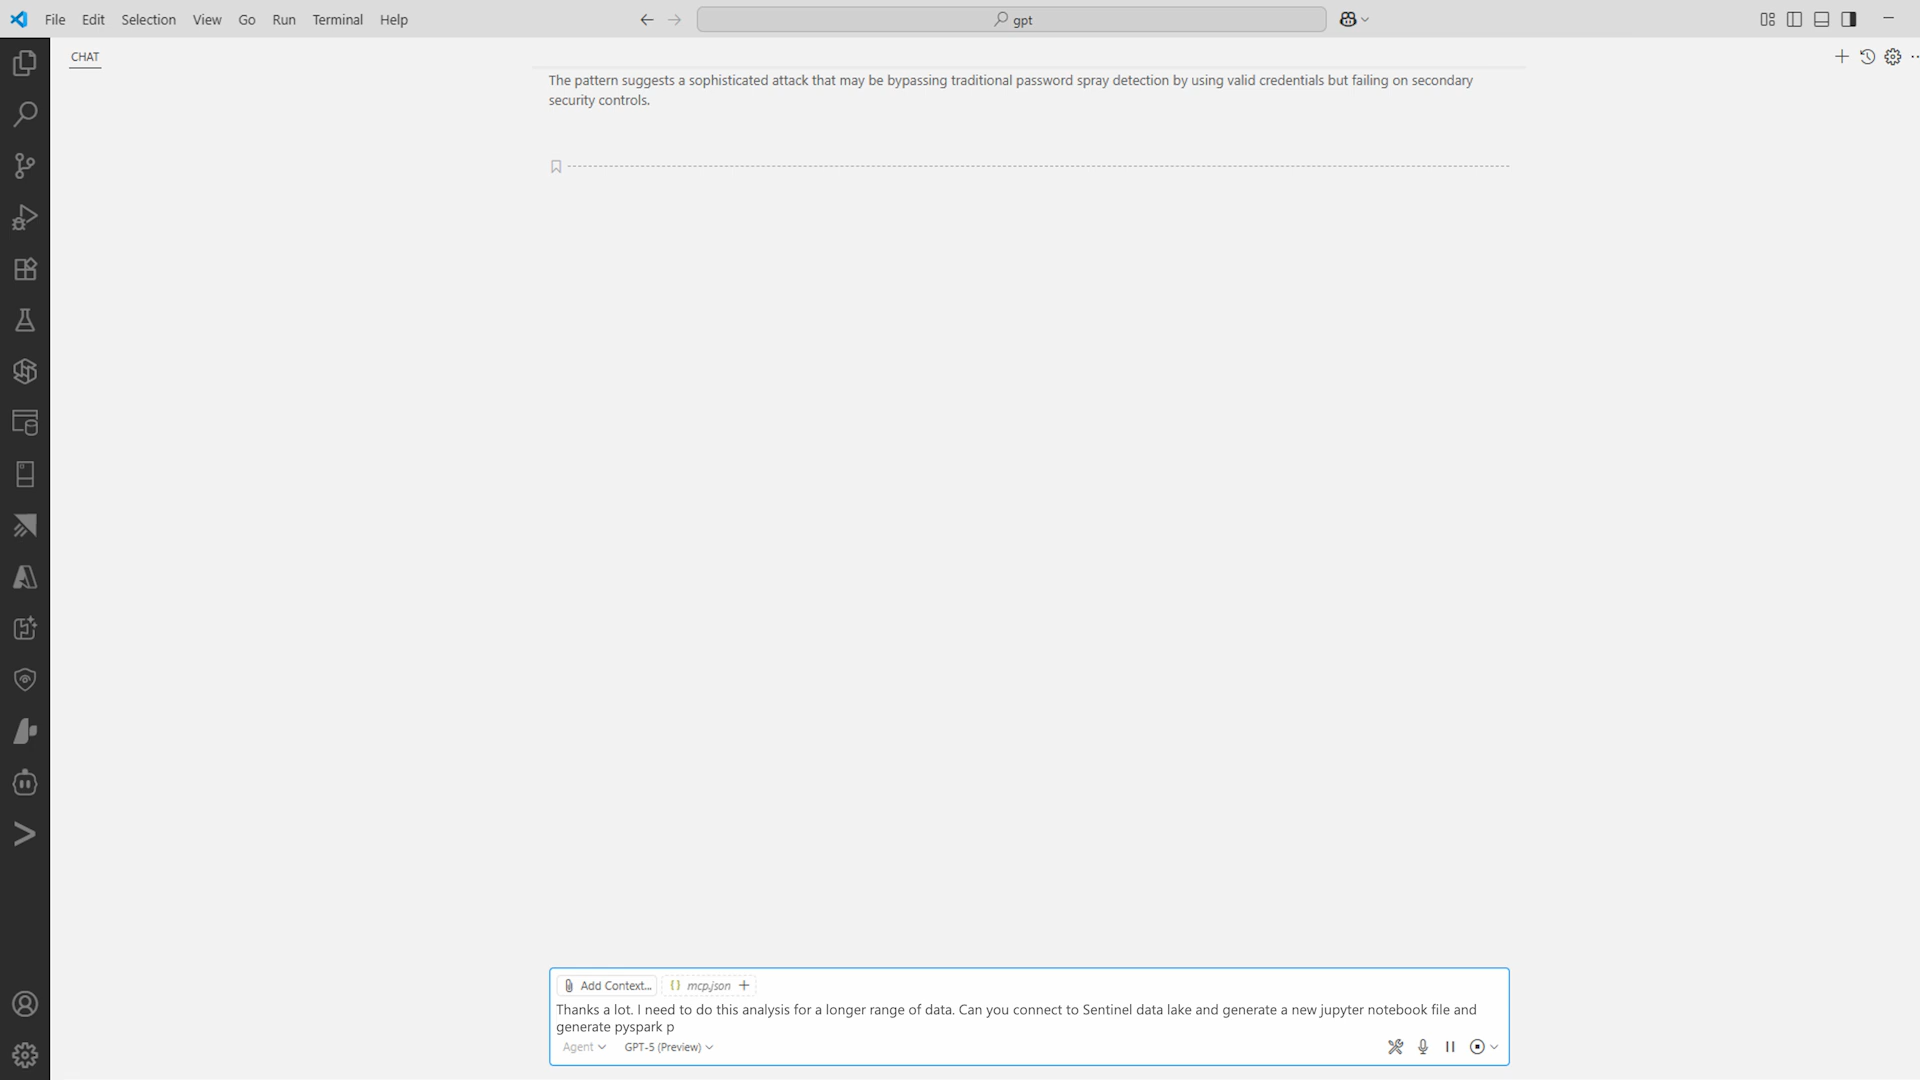 File Edit Selection View Go Run Terminal Help
gpt
CHAT
The pattern suggests a sophisticated attack that may be bypassing traditional password spray detection by using valid credentials but failing on secondary
security controls.
Add Context...
mcp.json
Thanks a lot. I need to do this analysis for a longer range of data. Can you connect to Sentinel data lake and generate a new jupyter notebook file and
generate pyspark p
Agent GPT-5 (Preview)